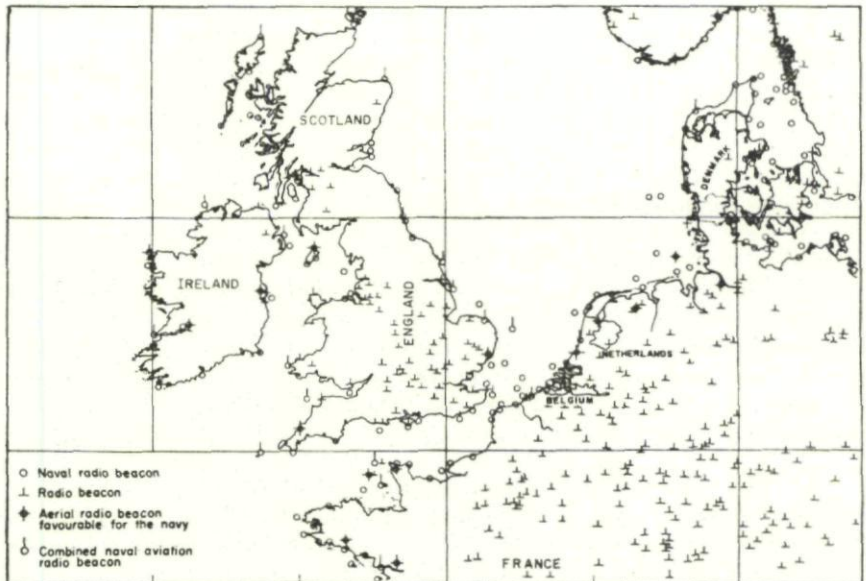 SCOTLAND
DENMARK
IRELAND
ENGLAND
NETHERLANDS
BELGIUM
Naval radio beacon
Radio beacon
Aerial radio beacon
favourable for the navy
Combined naval aviation
radio beacon
FRANCE